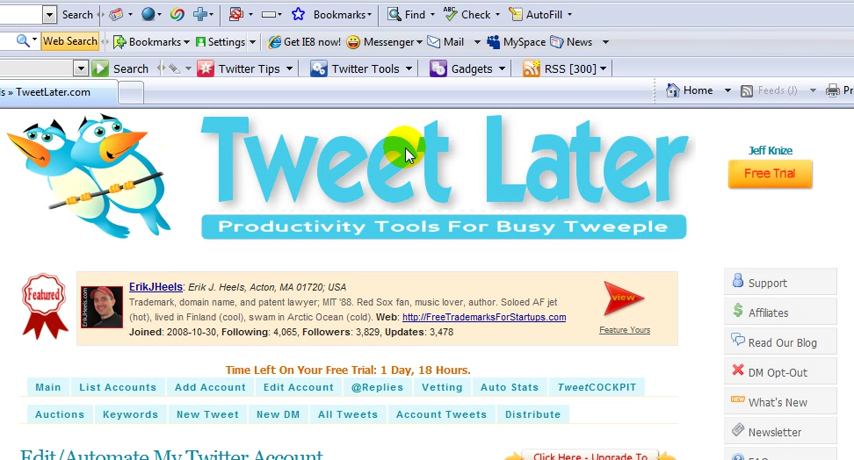 Search Bookmarks Find Check AutoFill
Web Search Bookmarks Settings Get IE8 now! Messenger Mail MySpace News
Search Twitter Tips Twitter Tools Gadgets RSS [300]
s » TweetLater.com Home Feeds (J) Pr
Tweet Later
Productivity Tools For Busy Tweeple
Jeff Knize
Free Trial
Featured
ErikJHeels.com
ErikJHeels: Erik J. Heels, Acton, MA 01720; USA
Trademark, domain name, and patent lawyer; MIT '88. Red Sox fan, music lover, author. Soloed AF jet
(hot), lived in Finland (cool), swam in Arctic Ocean (cold). Web: http://FreeTrademarksForStartups.com
Joined: 2008-10-30, Following: 4,065, Followers: 3,829, Updates: 3,478
view
Feature Yours
Time Left On Your Free Trial: 1 Day, 18 Hours.
Main List Accounts Add Account Edit Account @Replies Vetting Auto Stats TweetCOCKPIT
Auctions Keywords New Tweet New DM All Tweets Account Tweets Distribute
Edit/Automate My Twitter Account
Click Here - Upgrade To
Support
Affiliates
Read Our Blog
DM Opt-Out
NEW What's New
Newsletter
FAQ